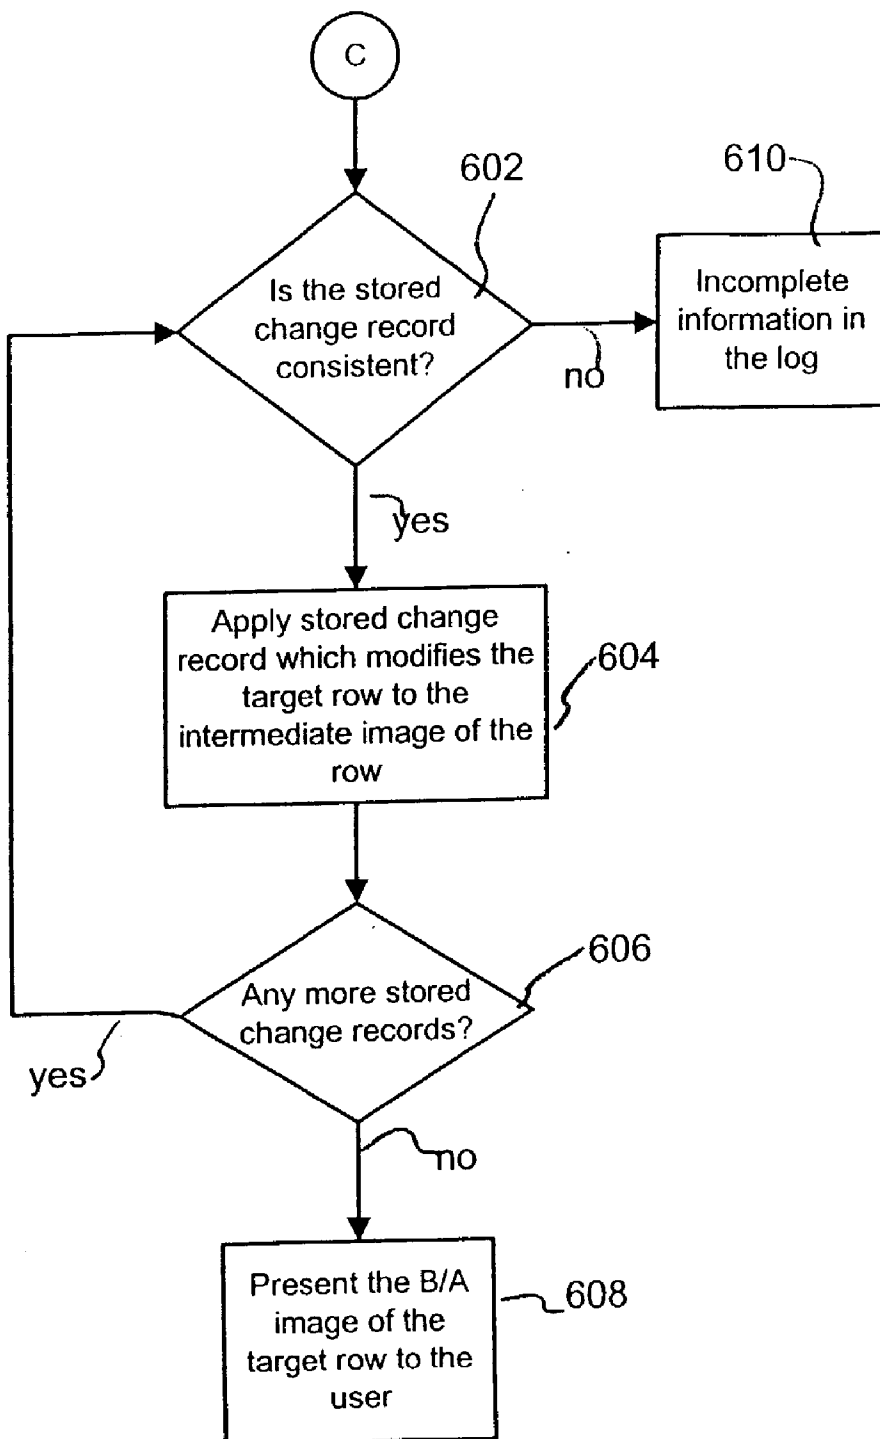 C
602
610
Is the stored
change record
consistent?
no
Incomplete
information in
the log
yes
Apply stored change
record which modifies the
target row to the
intermediate image of the
row
604
Any more stored
change records?
606
yes
no
Present the B/A
image of the
target row to the
user
608